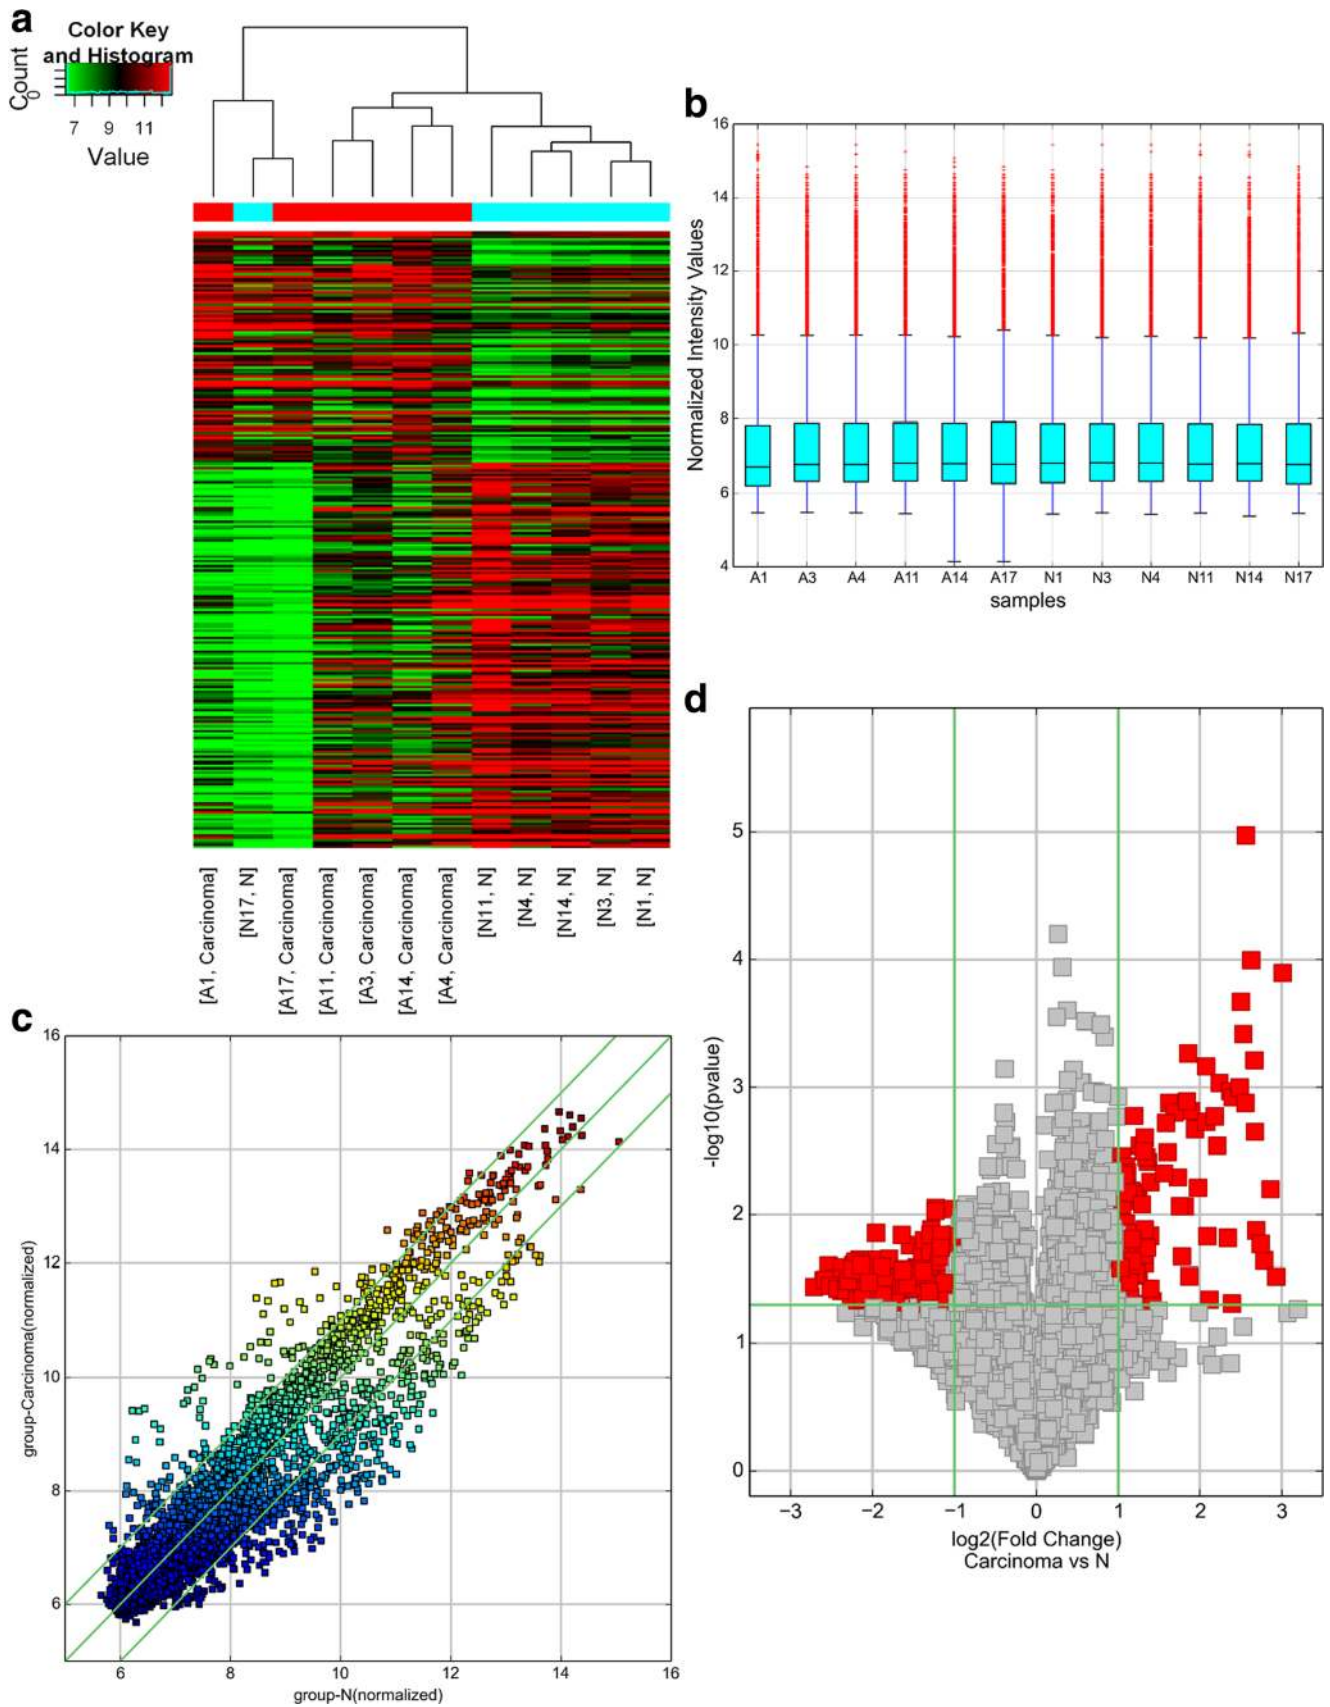 a
Color Key
and Histogram
Count
0
7 9 11
Value
[A1, Carcinoma]
[N17, N]
[A17, Carcinoma]
[A11, Carcinoma]
[A3, Carcinoma]
[A14, Carcinoma]
[A4, Carcinoma]
[N11, N]
[N4, N]
[N14, N]
[N3, N]
[N1, N]
b
Normalized Intensity Values
16
14
12
10
8
6
4
A1 A3 A4 A11 A14 A17 N1 N3 N4 N11 N14 N17
samples
c
group-Carcinoma(normalized)
16
14
12
10
8
6
6 8 10 12 14 16
group-N(normalized)
d
-log10(pvalue)
5
4
3
2
1
0
−3 −2 −1 0 1 2 3
log2(Fold Change)
Carcinoma vs N